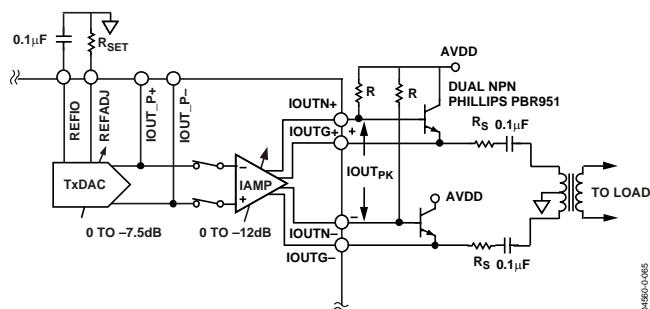 0.1µF
RSET
REFIO
REFADJ
IOUT_P+
IOUT_P–
TxDAC
0 TO –7.5dB
IAMP
0 TO –12dB
IOUTN+
IOUTG+
IOUTN–
IOUTG–
R
R
AVDD
DUAL NPN
PHILLIPS PBR951
+
IOUTPK
–
AVDD
RS
0.1µF
RS
0.1µF
TO LOAD
–
+
04560-0-065